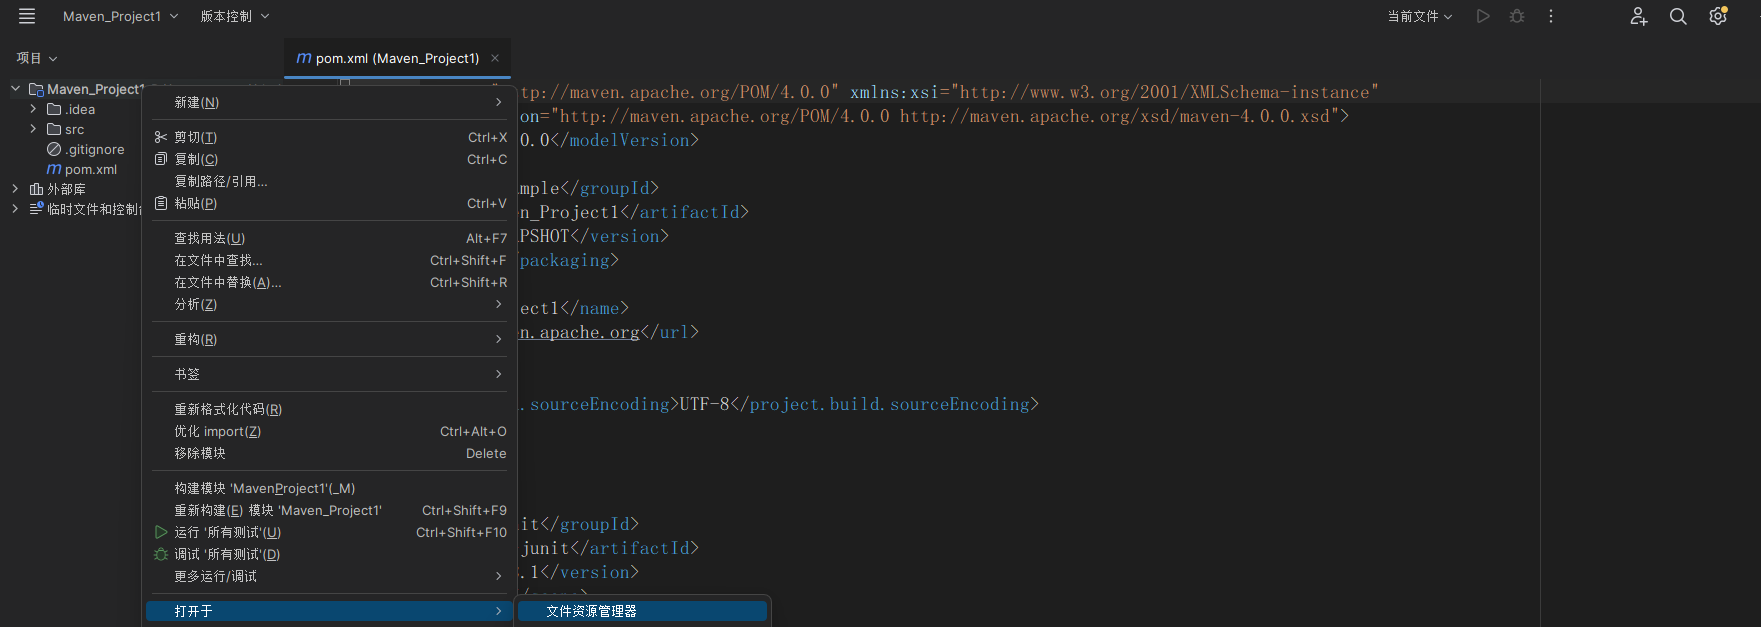 Maven_Project1 版本控制 当前文件
项目
pom.xml (Maven_Project1)
Maven_Project1
.idea
src
.gitignore
pom.xml
外部库
临时文件和控制台
新建(N)
剪切(T) Ctrl+X
复制(C) Ctrl+C
复制路径/引用...
粘贴(P) Ctrl+V
查找用法(U) Alt+F7
在文件中查找... Ctrl+Shift+F
在文件中替换(A)... Ctrl+Shift+R
分析(Z)
重构(R)
书签
重新格式化代码(R)
优化 import(Z) Ctrl+Alt+O
移除模块 Delete
构建模块 'MavenProject1'(_M)
重新构建(E) 模块 'Maven_Project1' Ctrl+Shift+F9
运行 '所有测试'(U) Ctrl+Shift+F10
调试 '所有测试'(D)
更多运行/调试
打开于
文件资源管理器
tp://maven.apache.org/POM/4.0.0" xmlns:xsi="http://www.w3.org/2001/XMLSchema-instance"
on="http://maven.apache.org/POM/4.0.0 http://maven.apache.org/xsd/maven-4.0.0.xsd">
0.0</modelVersion>
mple</groupId>
n_Project1</artifactId>
PSHOT</version>
packaging>
ect1</name>
n.apache.org</url>
.sourceEncoding>UTF-8</project.build.sourceEncoding>
it</groupId>
junit</artifactId>
.1</version>